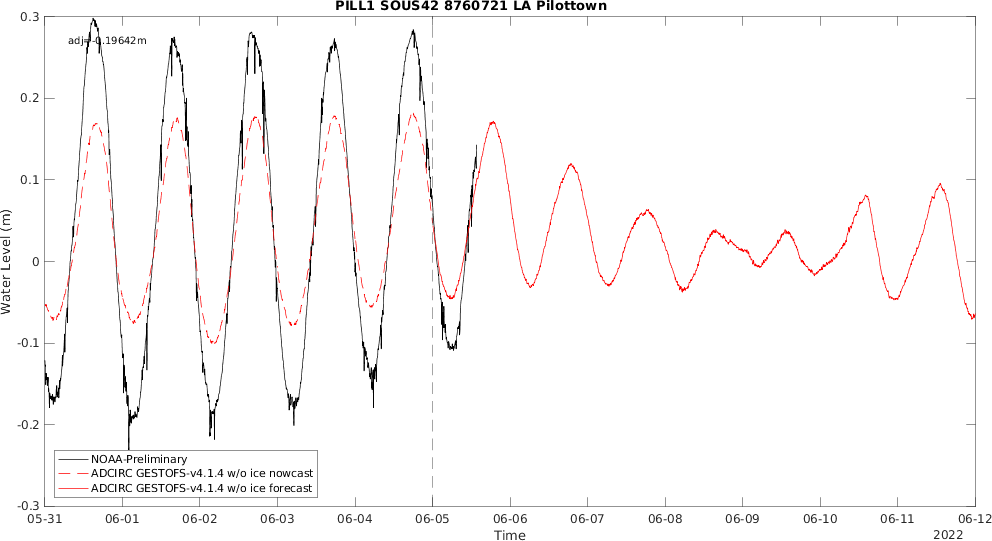 PILL1 SOUS42 8760721 LA Pilottown
adj=-0.19642m
0.3
0.2
0.1
0
-0.1
-0.2
-0.3
Water Level (m)
NOAA-Preliminary
ADCIRC GESTOFS-v4.1.4 w/o ice nowcast
ADCIRC GESTOFS-v4.1.4 w/o ice forecast
05-31 06-01 06-02 06-03 06-04 06-05 06-06 06-07 06-08 06-09 06-10 06-11 06-12
Time
2022